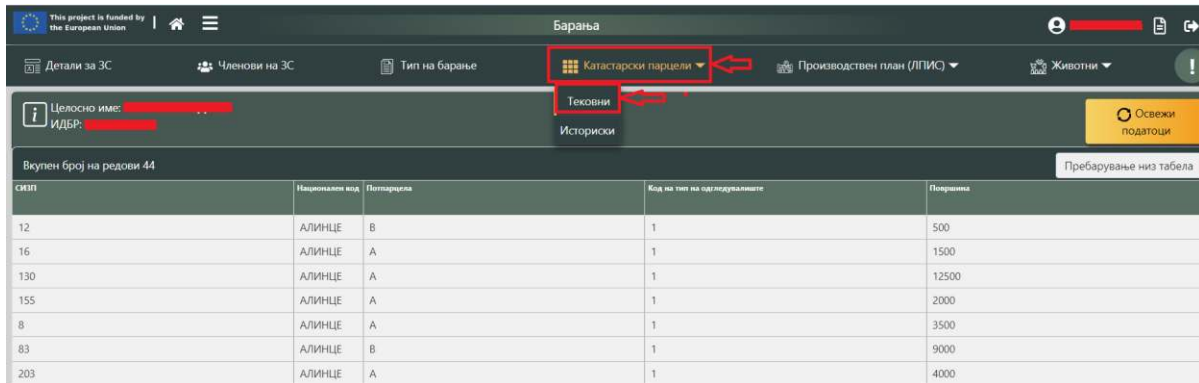 This project is funded by
the European Union
Барања
Детали за ЗС
Членови на ЗС
Тип на барање
Катастарски парцели
Производствен план (ЛПИС)
Животни
Тековни
Историски
Целосно име:
ИДБР:
Освежи
податоци
Вкупен број на редови 44
Пребарување низ табела
СИЗП Национален код Потпарцела Код на тип на одгледувалиште Површина
12 АЛИНЦЕ В 1 500
16 АЛИНЦЕ А 1 1500
130 АЛИНЦЕ А 1 12500
155 АЛИНЦЕ А 1 2000
8 АЛИНЦЕ А 1 3500
83 АЛИНЦЕ В 1 9000
203 АЛИНЦЕ А 1 4000